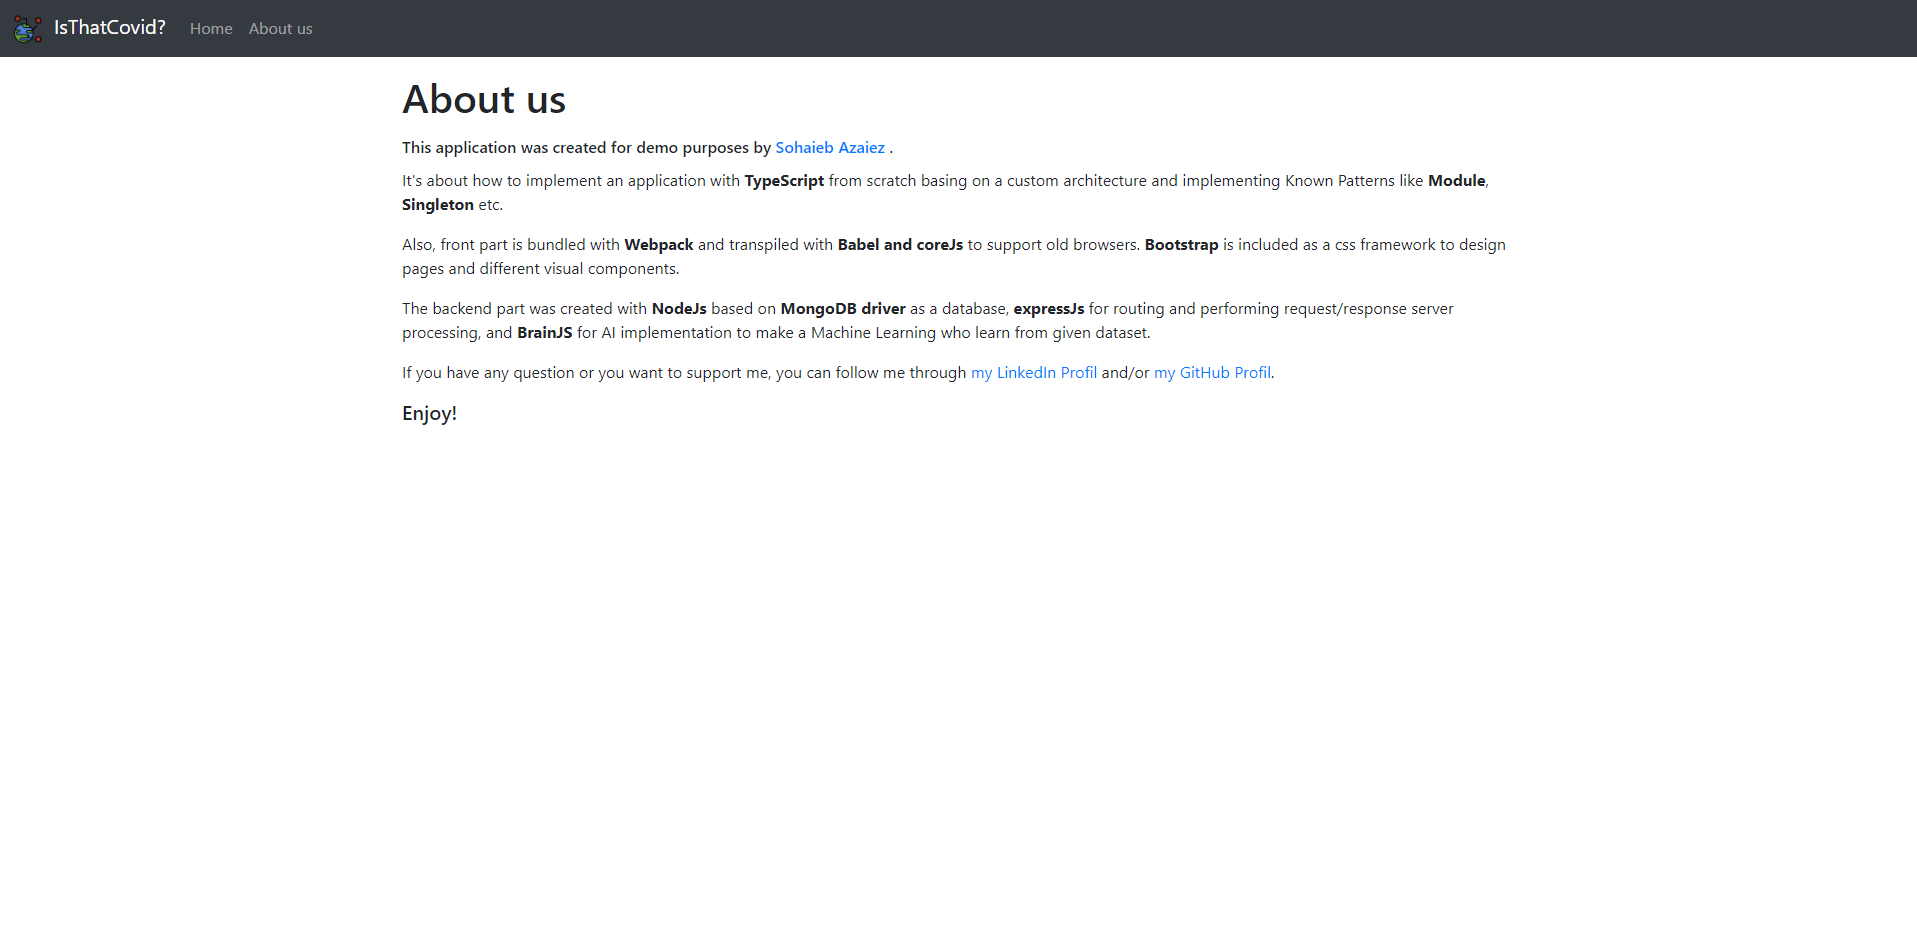 IsThatCovid? Home About us
About us
This application was created for demo purposes by Sohaieb Azaiez .
It's about how to implement an application with TypeScript from scratch basing on a custom architecture and implementing Known Patterns like Module,
Singleton etc.
Also, front part is bundled with Webpack and transpiled with Babel and coreJs to support old browsers. Bootstrap is included as a css framework to design
pages and different visual components.
The backend part was created with NodeJs based on MongoDB driver as a database, expressJs for routing and performing request/response server
processing, and BrainJS for AI implementation to make a Machine Learning who learn from given dataset.
If you have any question or you want to support me, you can follow me through my LinkedIn Profil and/or my GitHub Profil.
Enjoy!